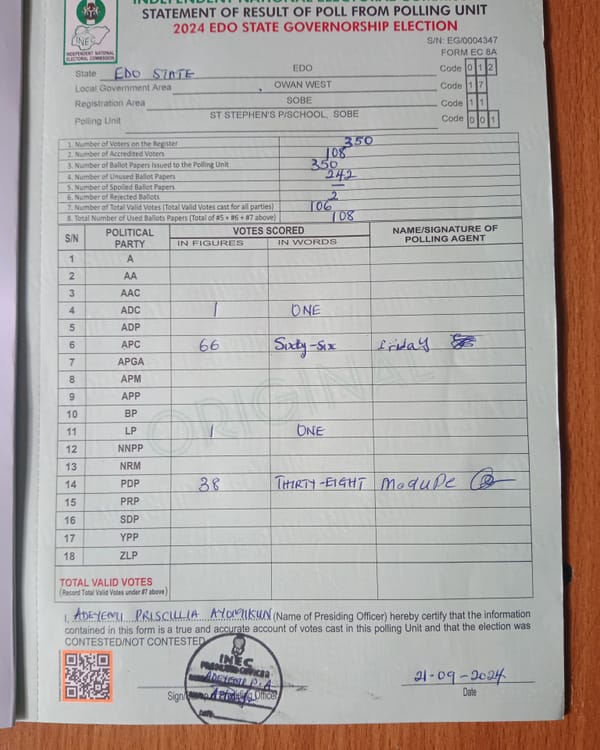 STATEMENT OF RESULT OF POLL FROM POLLING UNIT
2024 EDO STATE GOVERNORSHIP ELECTION
INEC
INDEPENDENT NATIONAL ELECTORAL COMMISSION
S/N: EG/0004347
FORM EC 8A
State EDO STATE EDO Code 0 1 2
Local Government Area OWAN WEST Code 1 7
Registration Area SOBE Code 1 1
Polling Unit ST STEPHEN'S P/SCHOOL, SOBE Code 0 0 1
1. Number of Voters on the Register 350
2. Number of Accredited Voters 108
3. Number of Ballot Papers Issued to the Polling Unit 350
4. Number of Unused Ballot Papers 242
5. Number of Spoiled Ballot Papers —
6. Number of Rejected Ballots 2
7. Number of Total Valid Votes (Total Valid Votes cast for all parties) 106
8. Total Number of Used Ballots Papers (Total of #5 + #6 + #7 above) 108
S/N POLITICAL PARTY VOTES SCORED NAME/SIGNATURE OF POLLING AGENT
IN FIGURES IN WORDS
1 A
2 AA
3 AAC
4 ADC 1 ONE
5 ADP
6 APC 66 Sixty-Six Friday
7 APGA
8 APM
9 APP
10 BP
11 LP 1 ONE
12 NNPP
13 NRM
14 PDP 38 THIRTY-EIGHT Modupe
15 PRP
16 SDP
17 YPP
18 ZLP
ORIGINAL
TOTAL VALID VOTES
(Record Total Valid Votes under #7 above)
I, ADEYEMI PRISCILLIA AYOMIKUN (Name of Presiding Officer) hereby certify that the information
contained in this form is a true and accurate account of votes cast in this polling Unit and that the election was
CONTESTED/NOT CONTESTED
INEC
PRESIDING OFFICER
ADEYEMI P.A
Officer
21-09-2024
Date